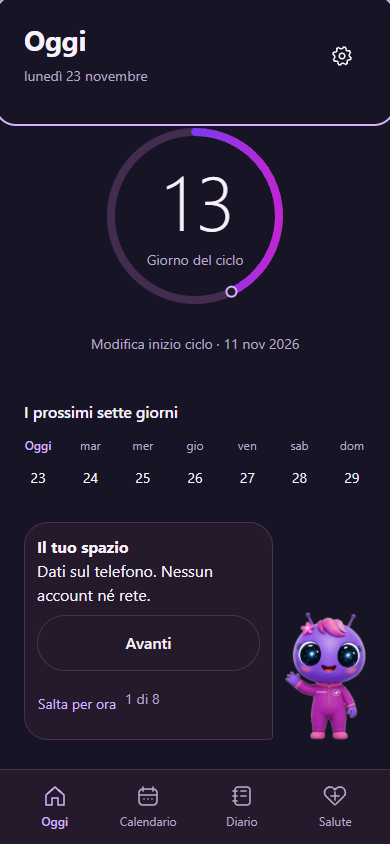 Oggi
lunedì 23 novembre
13
Giorno del ciclo
Modifica inizio ciclo · 11 nov 2026
I prossimi sette giorni
Oggi mar mer gio ven sab dom
23 24 25 26 27 28 29
Il tuo spazio
Dati sul telefono. Nessun
account né rete.
Avanti
Salta per ora 1 di 8
Oggi Calendario Diario Salute